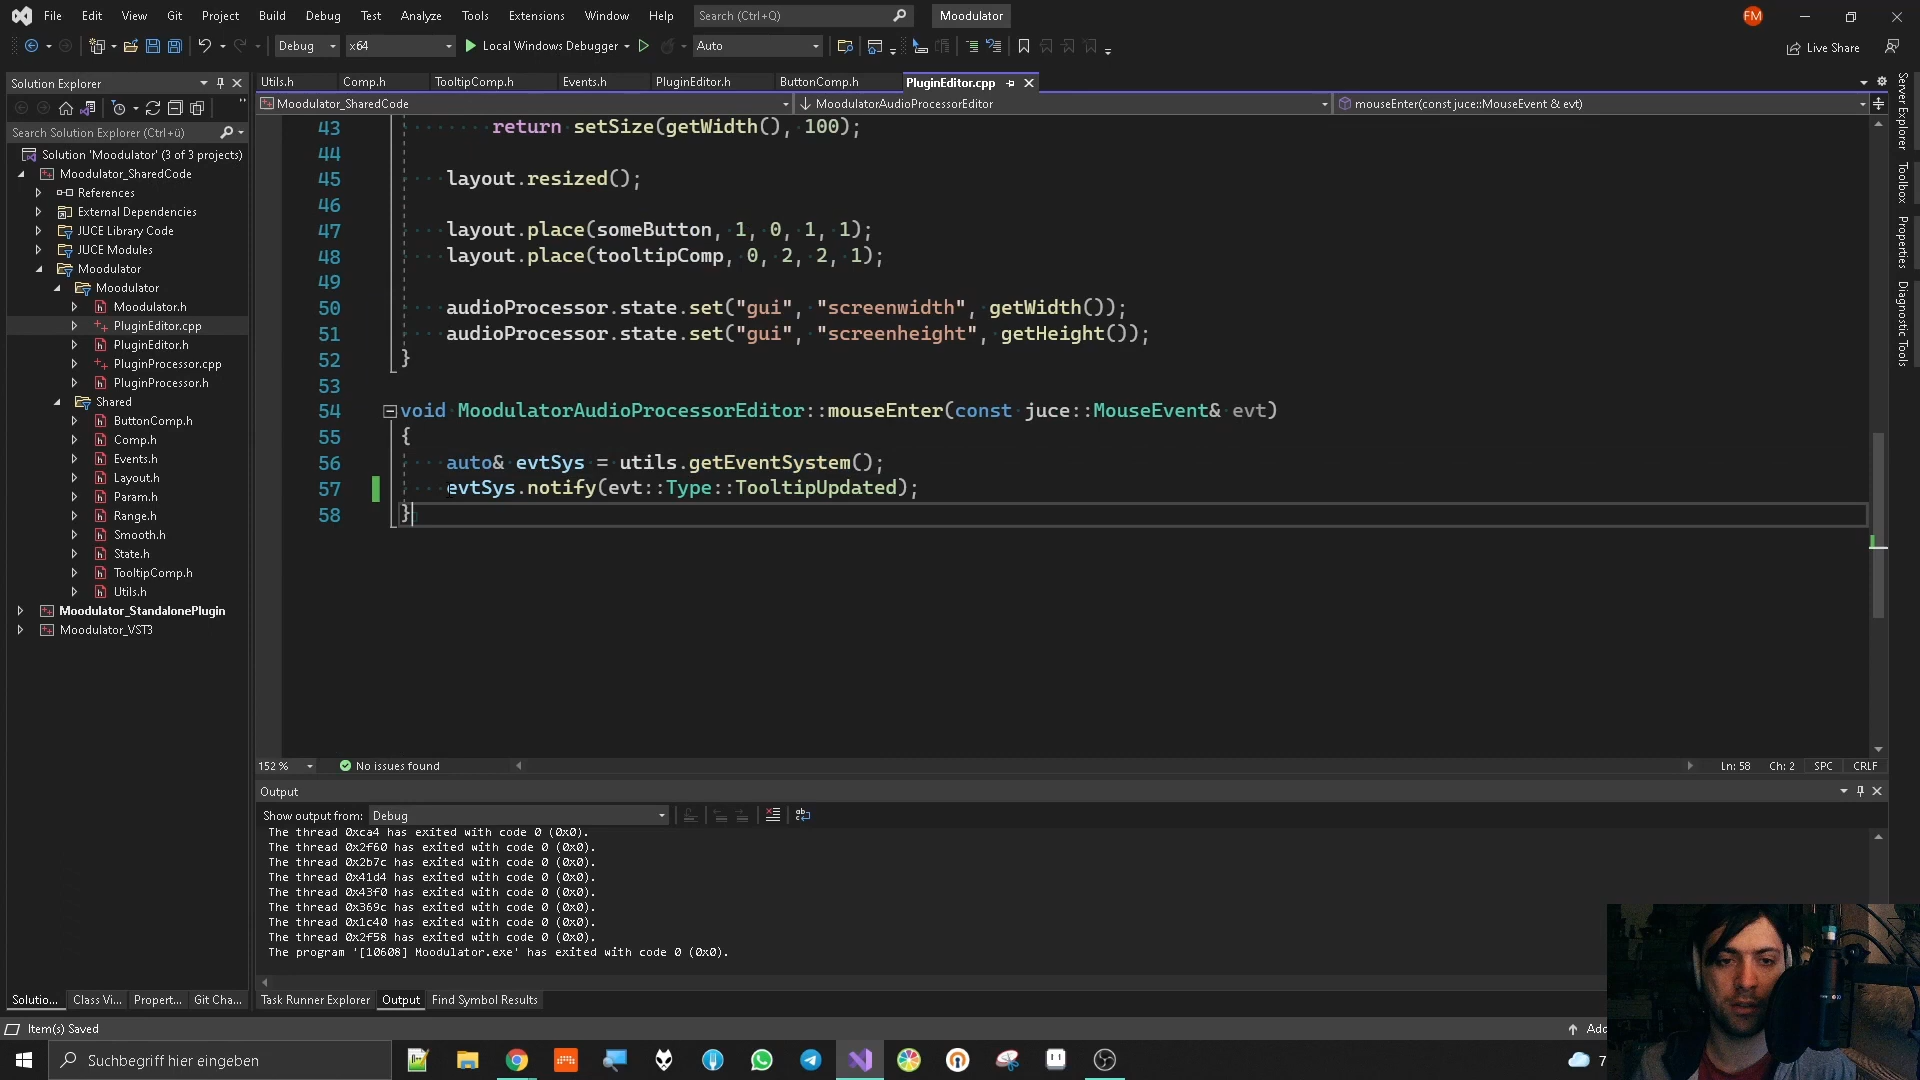 File Edit View Git Project Build Debug Test Analyze Tools Extensions Window Help Search (Ctrl+Q) Moodulator FM
Debug x64 Local Windows Debugger Auto Live Share
Solution Explorer
Search Solution Explorer (Ctrl+ü)
Solution 'Moodulator' (3 of 3 projects)
Moodulator_SharedCode
References
External Dependencies
JUCE Library Code
JUCE Modules
Moodulator
Moodulator
Moodulator.h
PluginEditor.cpp
PluginEditor.h
PluginProcessor.cpp
PluginProcessor.h
Shared
ButtonComp.h
Comp.h
Events.h
Layout.h
Param.h
Range.h
Smooth.h
State.h
TooltipComp.h
Utils.h
Moodulator_StandalonePlugin
Moodulator_VST3
Solutio... Class Vi... Propert... Git Cha...
Utils.h Comp.h TooltipComp.h Events.h PluginEditor.h ButtonComp.h PluginEditor.cpp
Moodulator_SharedCode MoodulatorAudioProcessorEditor mouseEnter(const juce::MouseEvent & evt)
43 return setSize(getWidth(), 100);
44
45 layout.resized();
46
47 layout.place(someButton, 1, 0, 1, 1);
48 layout.place(tooltipComp, 0, 2, 2, 1);
49
50 audioProcessor.state.set("gui", "screenwidth", getWidth());
51 audioProcessor.state.set("gui", "screenheight", getHeight());
52 }
53
54 void MoodulatorAudioProcessorEditor::mouseEnter(const juce::MouseEvent& evt)
55 {
56 auto& evtSys = utils.getEventSystem();
57 evtSys.notify(evt::Type::TooltipUpdated);
58 }
152 % No issues found Ln: 58 Ch: 2 SPC CRLF
Output
Show output from: Debug
The thread 0xca4 has exited with code 0 (0x0).
The thread 0x2f60 has exited with code 0 (0x0).
The thread 0x2b7c has exited with code 0 (0x0).
The thread 0x41d4 has exited with code 0 (0x0).
The thread 0x43f0 has exited with code 0 (0x0).
The thread 0x369c has exited with code 0 (0x0).
The thread 0x1c40 has exited with code 0 (0x0).
The thread 0x2f58 has exited with code 0 (0x0).
The program '[10608] Moodulator.exe' has exited with code 0 (0x0).
Task Runner Explorer Output Find Symbol Results
Server Explorer
Toolbox
Properties
Diagnostic Tools
Item(s) Saved Add
Suchbegriff hier eingeben 7